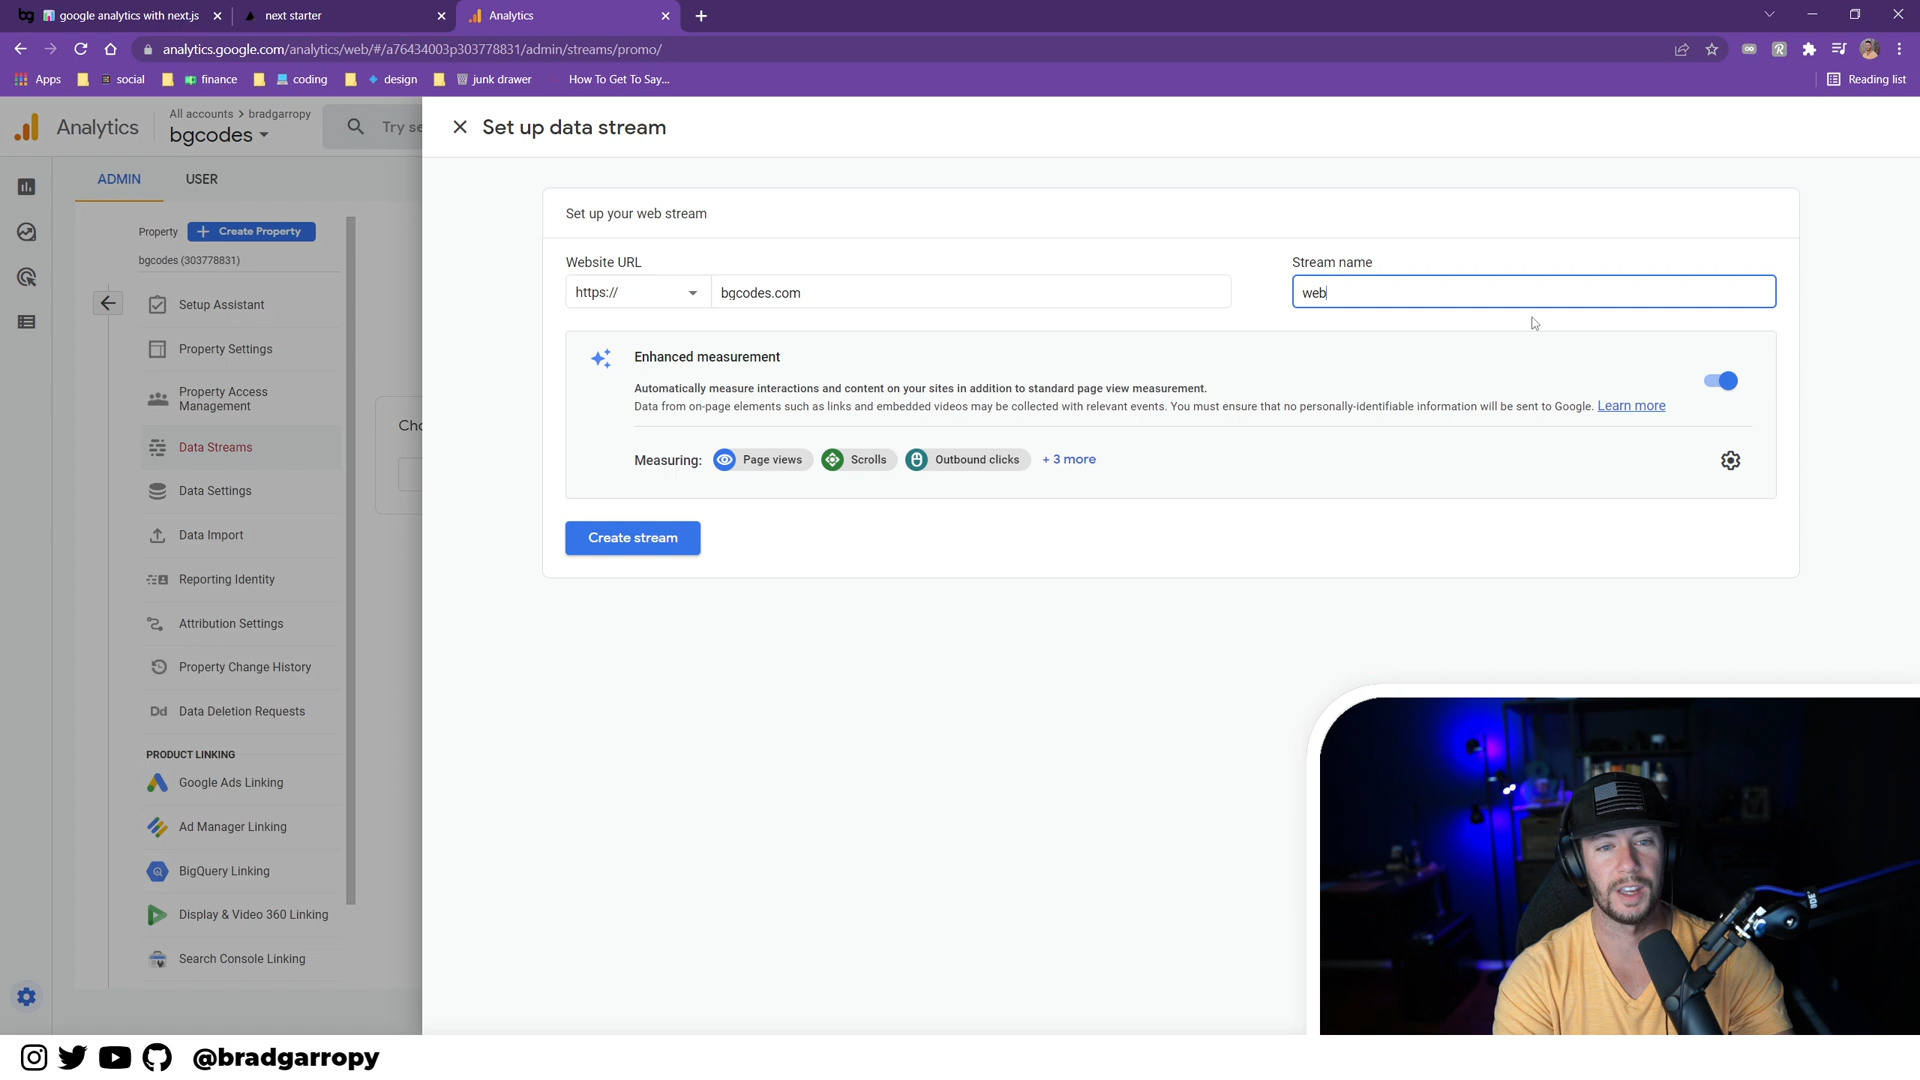 google analytics with next.js
next starter
Analytics
analytics.google.com/analytics/web/#/a76434003p303778831/admin/streams/promo/
Apps
social
finance
coding
design
junk drawer
How To Get To Say...
Reading list
Analytics
All accounts > bradgarropy
bgcodes
Try se
Set up data stream
ADMIN
USER
Property
Create Property
bgcodes (303778831)
Setup Assistant
Property Settings
Property Access
Management
Data Streams
Data Settings
Data Import
Reporting Identity
Attribution Settings
Property Change History
Dd Data Deletion Requests
PRODUCT LINKING
Google Ads Linking
Ad Manager Linking
BigQuery Linking
Display & Video 360 Linking
Search Console Linking
Cho
Set up your web stream
Website URL
Stream name
https://
bgcodes.com
web
Enhanced measurement
Automatically measure interactions and content on your sites in addition to standard page view measurement.
Data from on-page elements such as links and embedded videos may be collected with relevant events. You must ensure that no personally-identifiable information will be sent to Google. Learn more
Measuring:
Page views
Scrolls
Outbound clicks
+ 3 more
Create stream
RØDE
@bradgarropy